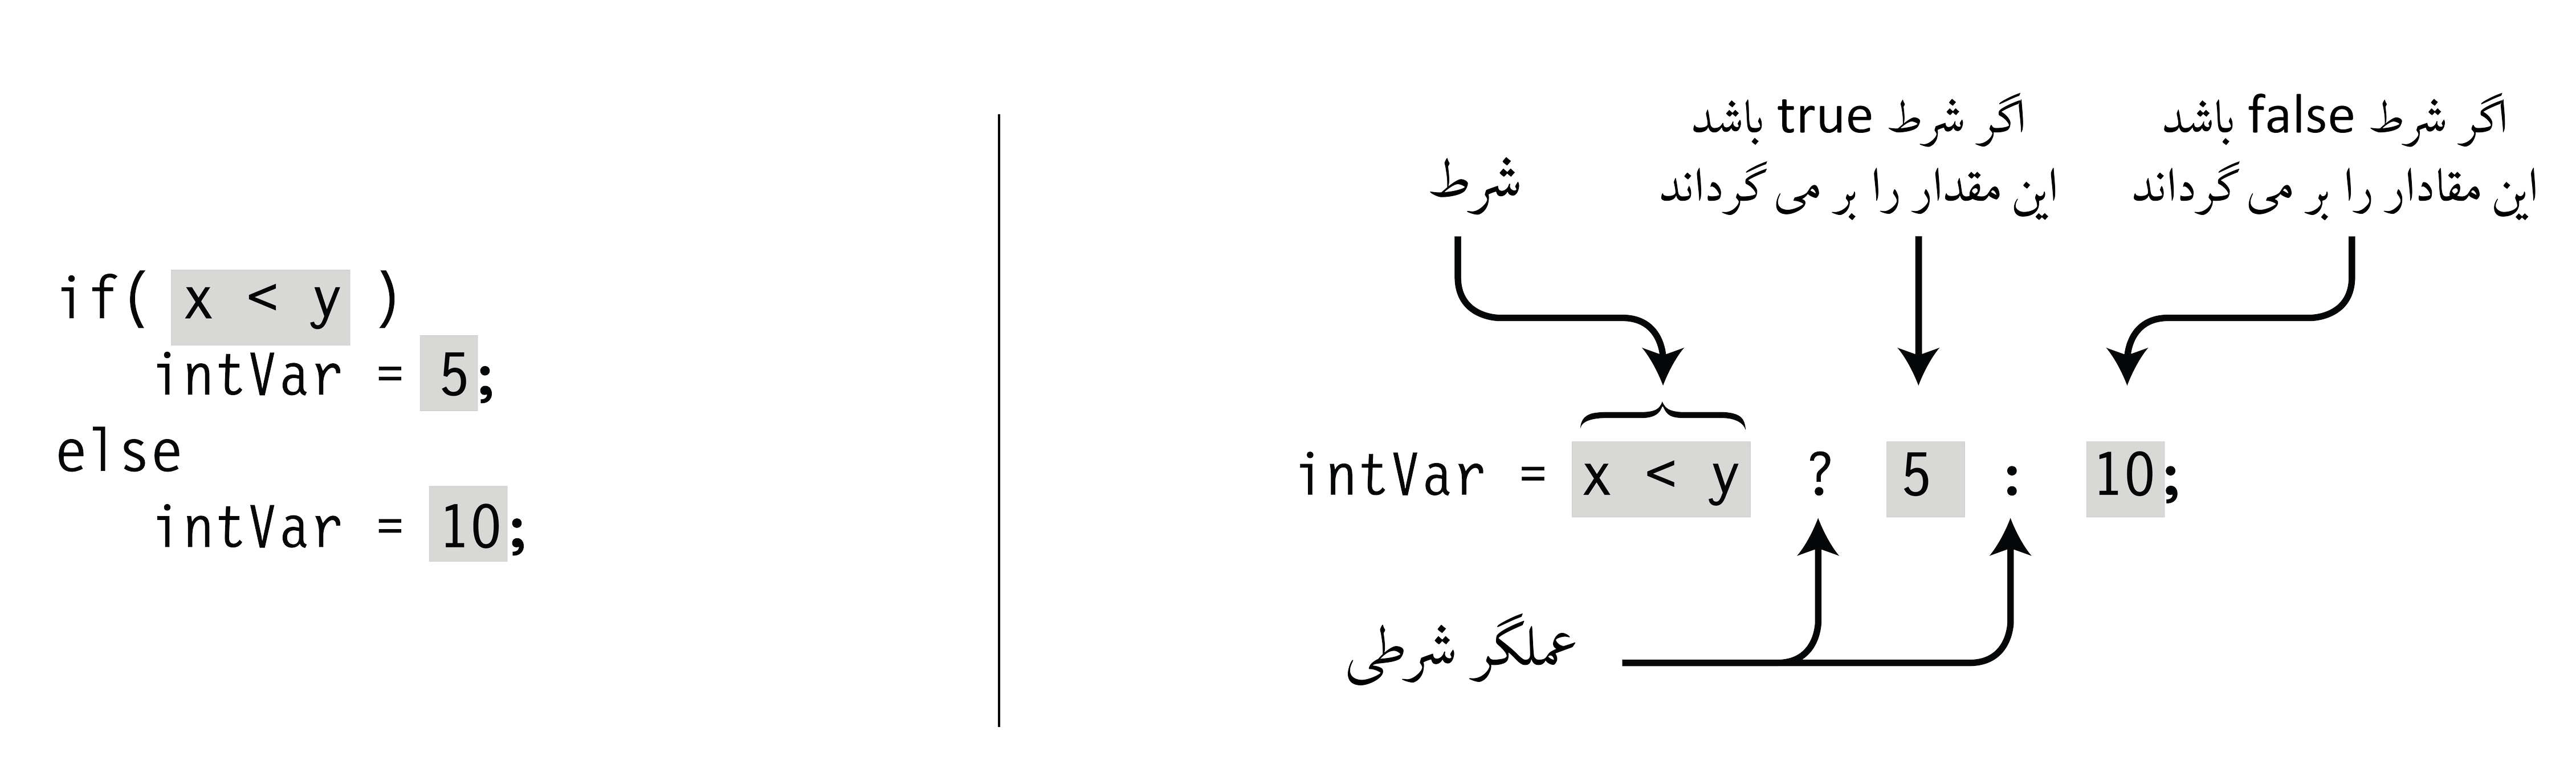 if( x < y )
intVar = 5;
else
intVar = 10;
شرط
اگر شرط true باشد
این مقدار را بر می گرداند
اگر شرط false باشد
این مقادار را بر می گرداند
intVar = x < y ? 5 : 10;
عملگر شرطی